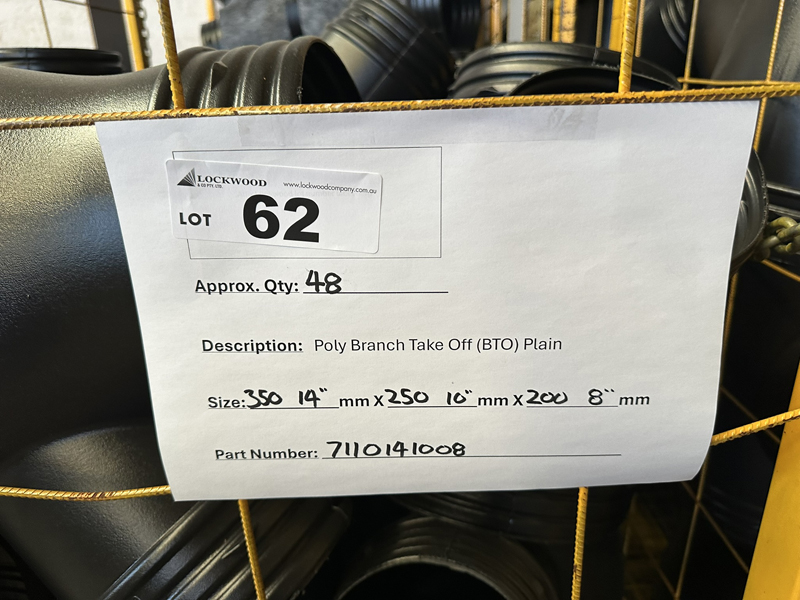 LOCKWOOD
& CO PTY. LTD.
www.lockwoodcompany.com.au
LOT 62
Approx. Qty: 48
Description: Poly Branch Take Off (BTO) Plain
Size: 350 14" mm X 250 10" mm X 200 8" mm
Part Number: 7110141008